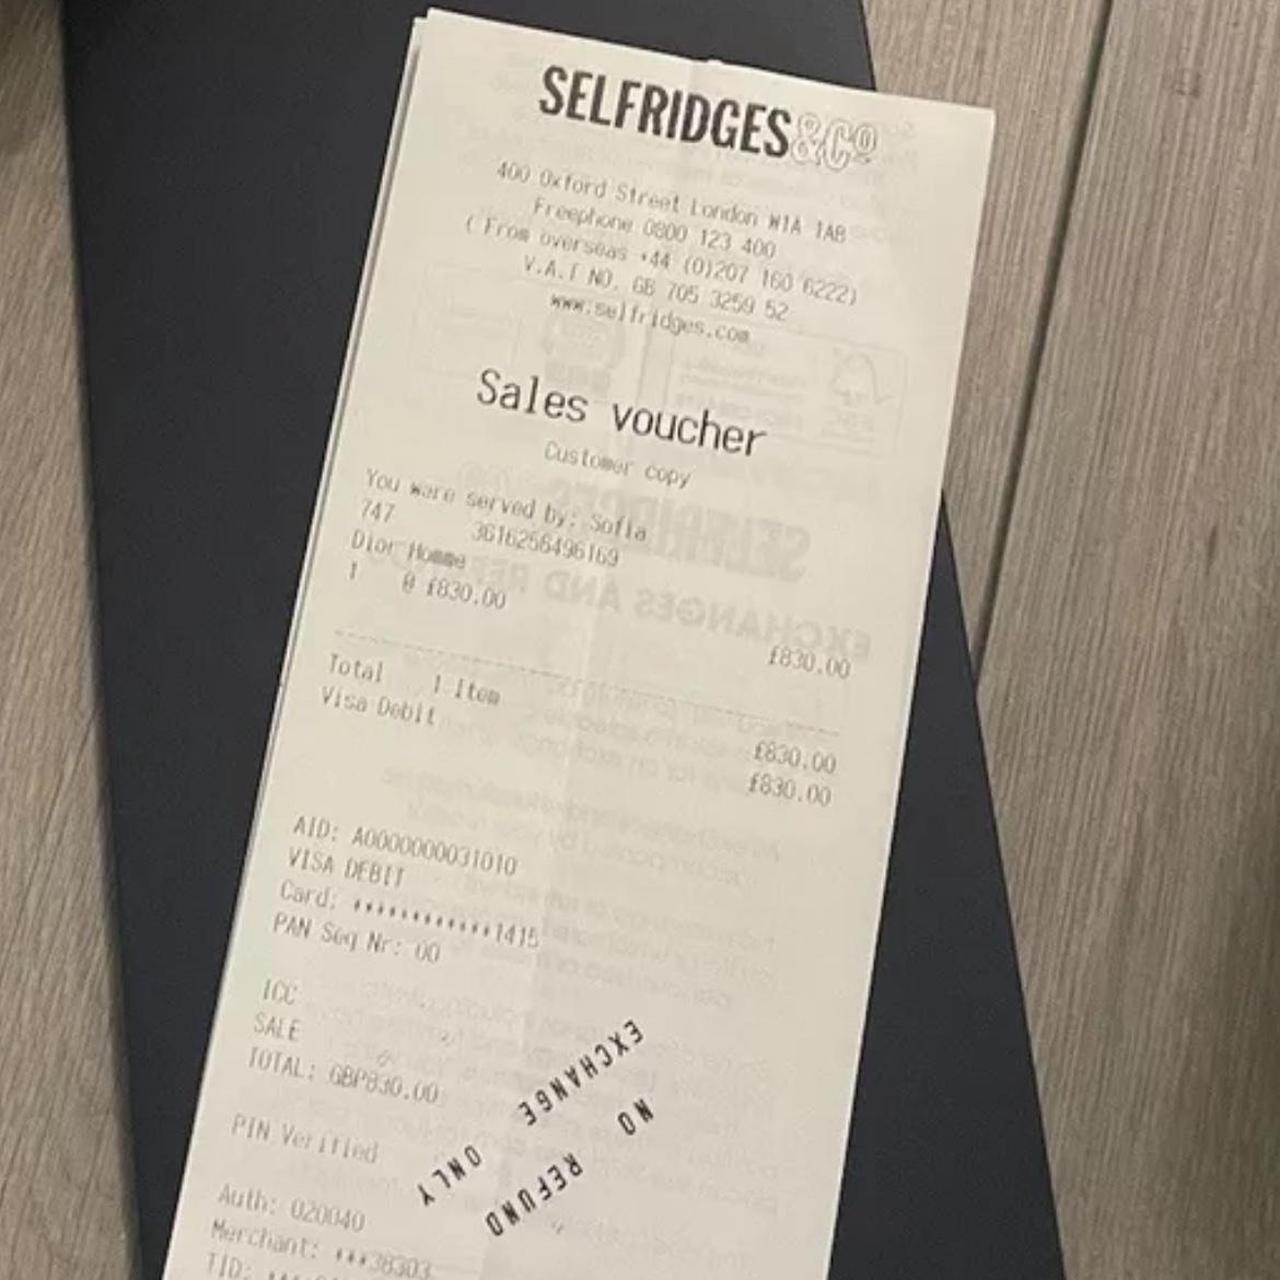 SELFRIDGES&Cº
400 Oxford Street London W1A 1AB
Freephone 0800 123 400
( From overseas +44 (0)207 160 6222)
V.A.T NO. GB 705 3259 52
www.selfridges.com
Sales voucher
Customer copy
You ware served by: Sofia
747 3616256496169
Dior Homme
1 @ £830.00
£830.00
Total 1 Item £830.00
Visa Debit £830.00
AID: A0000000031010
VISA DEBIT
Card: ************1415
PAN Seq Nr: 00
ICC
SALE
TOTAL: GBP830.00
PIN Verified
EXCHANGE ONLY
NO REFUND
Auth: 020040
Merchant: ***38303
TID: